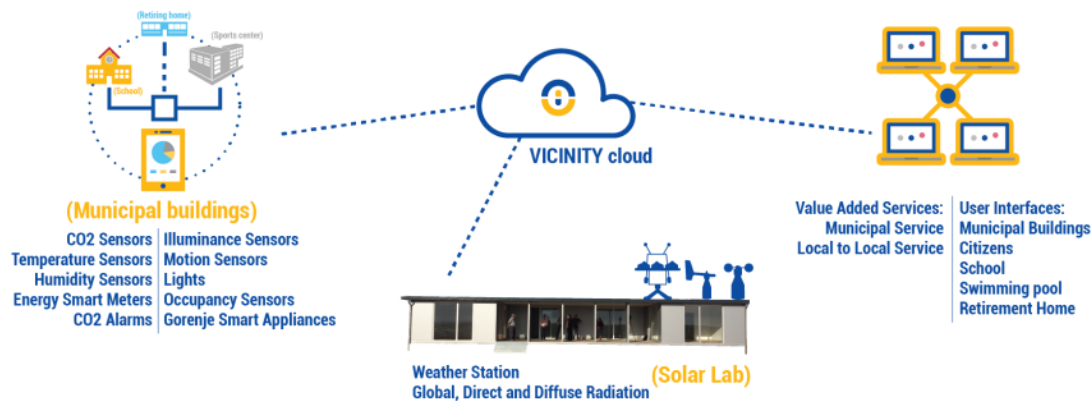 (Retiring home)
(Sports center)
(School)
VICINITY cloud
(Municipal buildings)
CO2 Sensors
Temperature Sensors
Humidity Sensors
Energy Smart Meters
CO2 Alarms
Illuminance Sensors
Motion Sensors
Lights
Occupancy Sensors
Gorenje Smart Appliances
Weather Station
Global, Direct and Diffuse Radiation
(Solar Lab)
Value Added Services:
Municipal Service
Local to Local Service
User Interfaces:
Municipal Buildings
Citizens
School
Swimming pool
Retirement Home